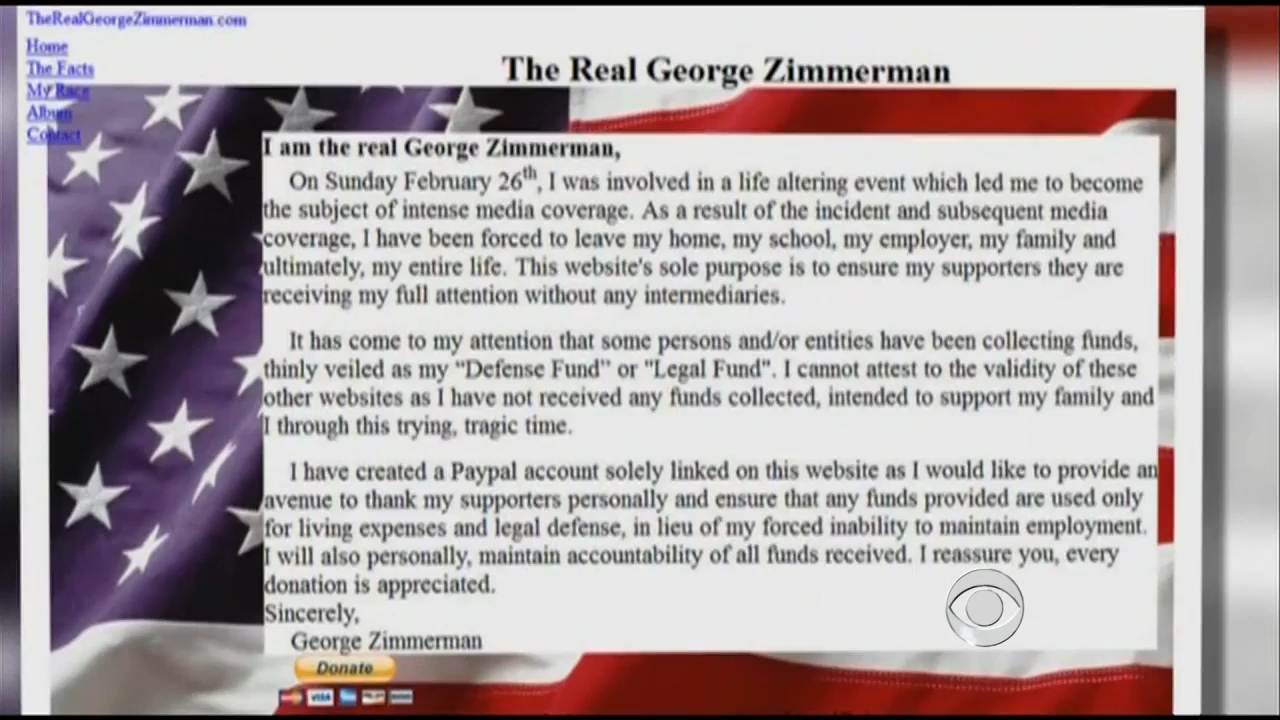 TheRealGeorgeZimmerman.com
Home
The Facts
My Race
Album
Contact
The Real George Zimmerman
I am the real George Zimmerman,
On Sunday February 26th, I was involved in a life altering event which led me to become
the subject of intense media coverage. As a result of the incident and subsequent media
coverage, I have been forced to leave my home, my school, my employer, my family and
ultimately, my entire life. This website's sole purpose is to ensure my supporters they are
receiving my full attention without any intermediaries.
It has come to my attention that some persons and/or entities have been collecting funds,
thinly veiled as my “Defense Fund” or "Legal Fund". I cannot attest to the validity of these
other websites as I have not received any funds collected, intended to support my family and
I through this trying, tragic time.
I have created a Paypal account solely linked on this website as I would like to provide an
avenue to thank my supporters personally and ensure that any funds provided are used only
for living expenses and legal defense, in lieu of my forced inability to maintain employment.
I will also personally, maintain accountability of all funds received. I reassure you, every
donation is appreciated.
Sincerely,
George Zimmerman
Donate
VISA